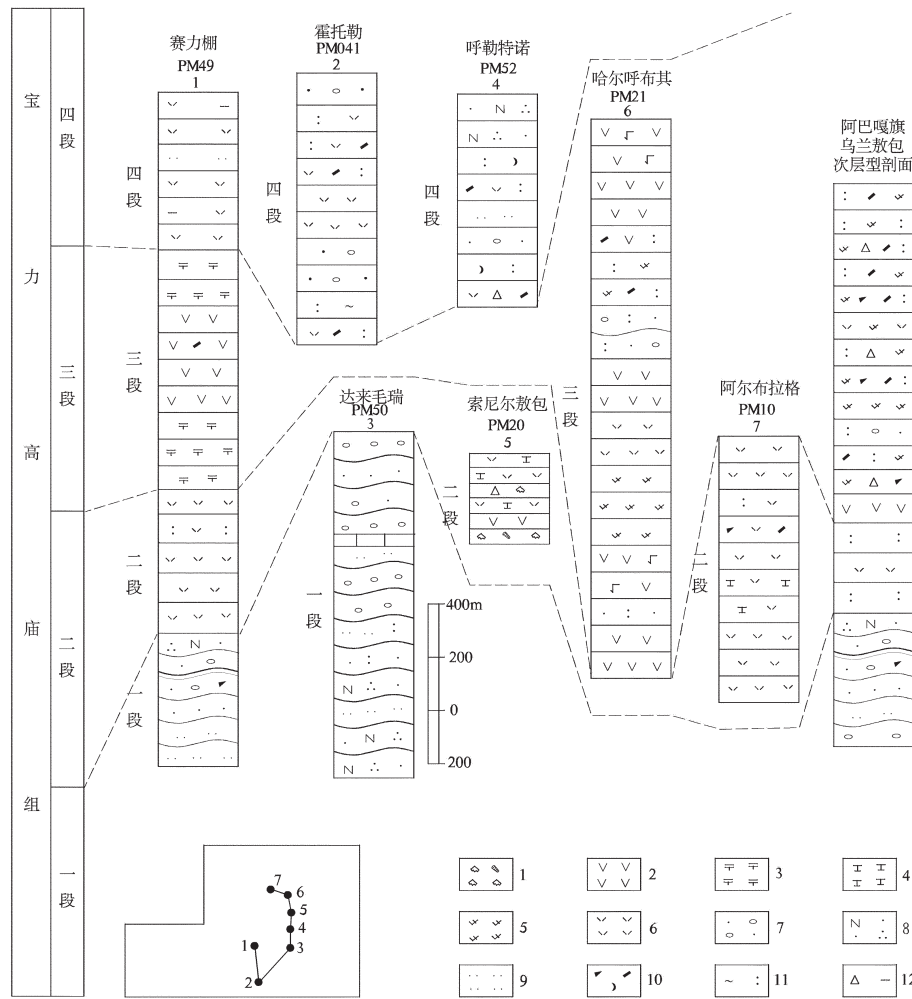 宝力高庙组
四段
三段
二段
一段
赛力棚
PM49
1
四段
三段
二段
一段
霍托勒
PM041
2
四段
达来毛瑞
PM50
3
一段
呼勒特诺
PM52
4
四段
索尼尔敖包
PM20
5
二段
哈尔呼布其
PM21
6
三段
阿尔布拉格
PM10
7
二段
阿巴嘎旗
乌兰敖包
次层型剖面
400m
200
0
200
7
6
5
4
3
1
2
1
2
3
4
5
6
7
8
9
10
11
12